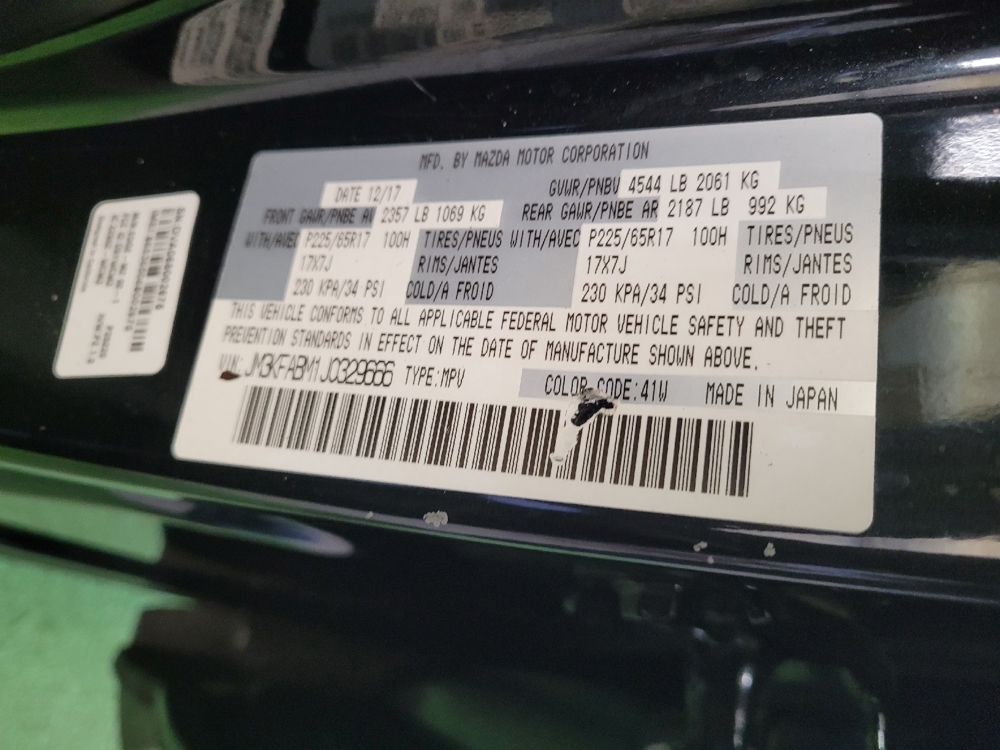 MFD. BY MAZDA MOTOR CORPORATION
DATE 12/17 GVWR/PNBV 4544 LB 2061 KG
FRONT GAWR/PNBE AV 2357 LB 1069 KG REAR GAWR/PNBE AR 2187 LB 992 KG
WITH/AVEC P225/65R17 100H TIRES/PNEUS WITH/AVEC P225/65R17 100H TIRES/PNEUS
17X7J RIMS/JANTES 17X7J RIMS/JANTES
230 KPA/34 PSI COLD/A FROID 230 KPA/34 PSI COLD/A FROID
THIS VEHICLE CONFORMS TO ALL APPLICABLE FEDERAL MOTOR VEHICLE SAFETY AND THEFT
PREVENTION STANDARDS IN EFFECT ON THE DATE OF MANUFACTURE SHOWN ABOVE.
VIN: JM3KFABM1J0329666 TYPE:MPV COLOR CODE:41W MADE IN JAPAN